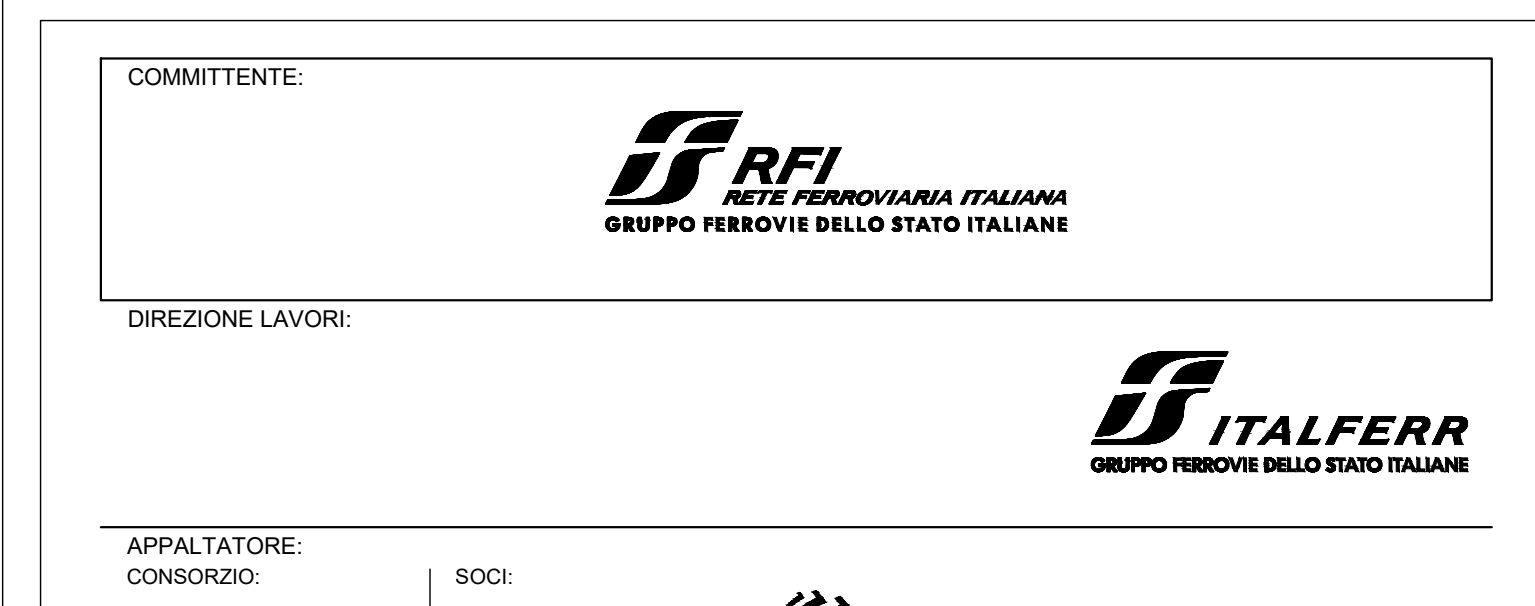 COMMITTENTE:
RFI
RETE FERROVIARIA ITALIANA
GRUPPO FERROVIE DELLO STATO ITALIANE
DIREZIONE LAVORI:
ITALFERR
GRUPPO FERROVIE DELLO STATO ITALIANE
APPALTATORE:
CONSORZIO:
SOCI: